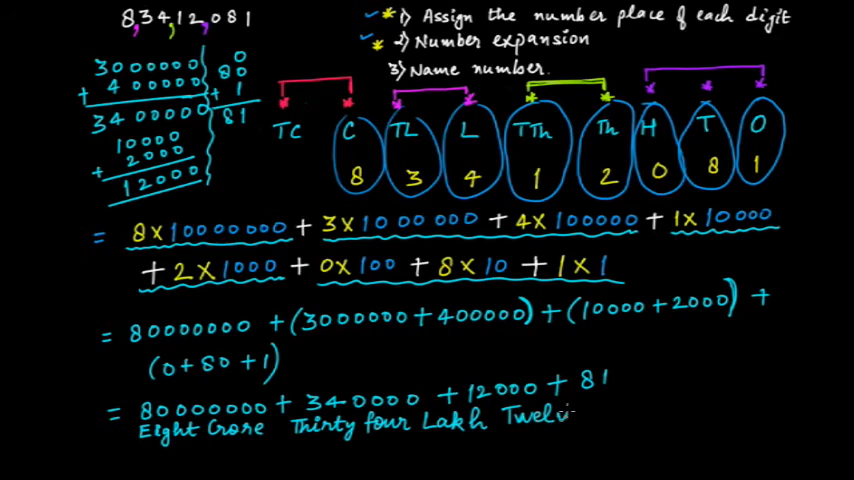 8,34,12,081
1) Assign the number place of each digit
2) Number expansion
3) Name number.
3000000 0
+ 400000 80
+ 1
3400000 81
10000
+ 2000
12000
TC C TL L TTh Th H T O
8 3 4 1 2 0 8 1
= 8×10000000 + 3×1000000 + 4×100000 + 1×10000
+ 2×1000 + 0×100 + 8×10 + 1×1
= 80000000 + (3000000 + 400000) + (10000 + 2000) +
(0 + 80 + 1)
= 80000000 + 3400000 + 12000 + 81
Eight Crore Thirty four Lakh Twelv